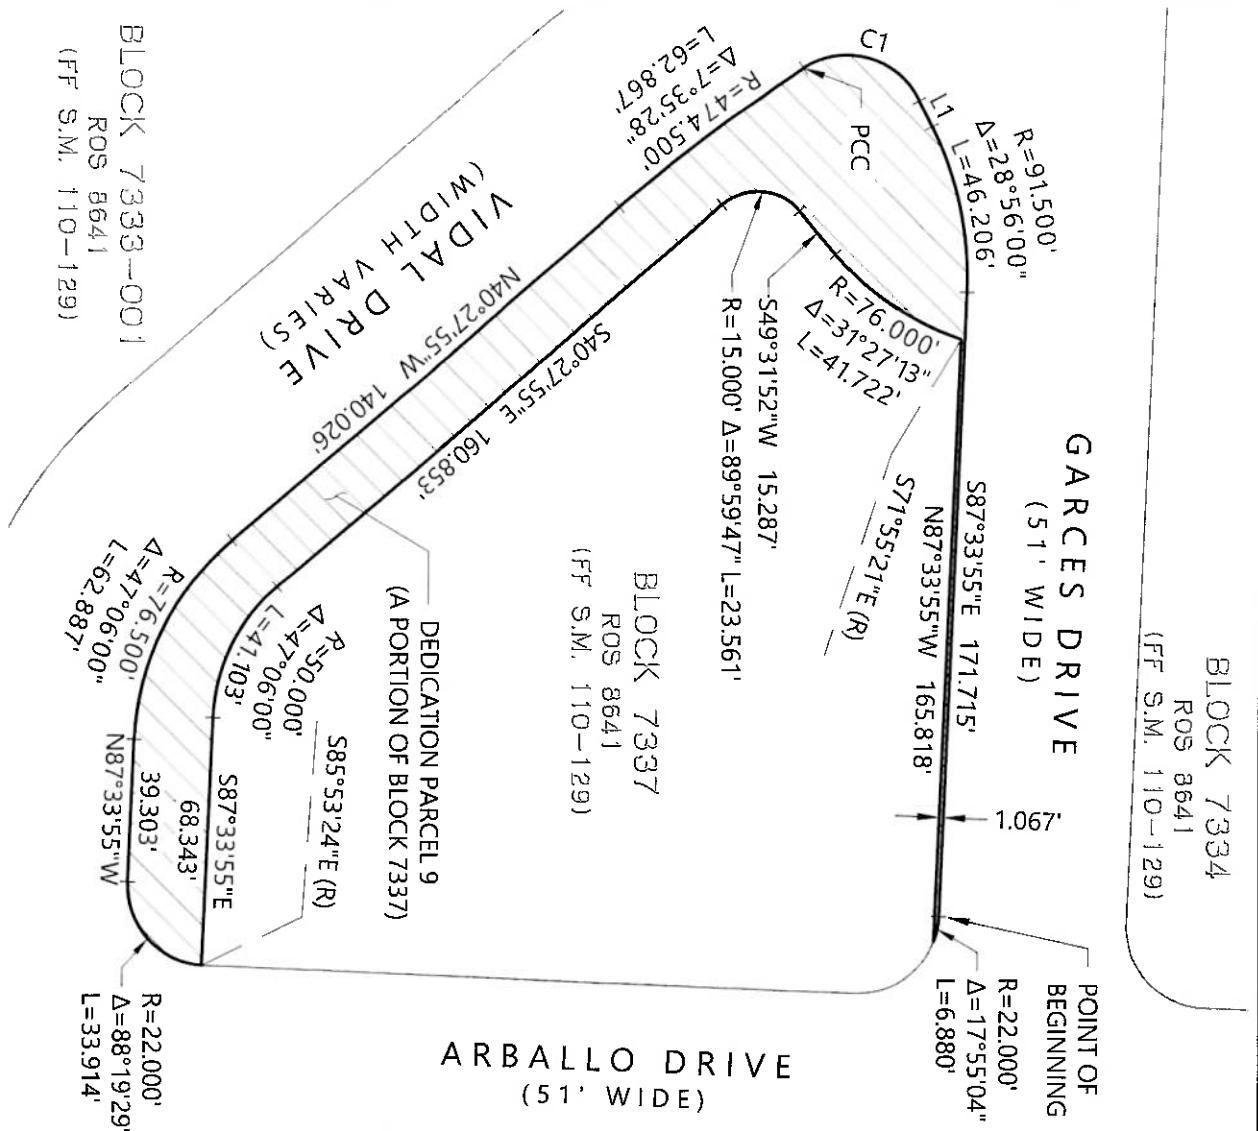 BLOCK 7333-001
ROS 8641
(FF S.M. 110-129)
VIDAL DRIVE
(WIDTH VARIES)
R=474.500'
Δ=7°35'28"
L=62.867'
C1
L1
PCC
R=91.500'
Δ=28°56'00"
L=46.206'
R=76.000'
Δ=31°27'13"
L=41.722'
S49°31'52"W 15.287'
R=15.000' Δ=89°59'47" L=23.561'
S71°55'21"E (R)
GARCES DRIVE
(51' WIDE)
S87°33'55"E 171.715'
N87°33'55"W 165.818'
1.067'
BLOCK 7334
ROS 8641
(FF S.M. 110-129)
POINT OF
BEGINNING
R=22.000'
Δ=17°55'04"
L=6.880'
N40°27'55"W 140.026'
S40°27'55"E 160.853'
BLOCK 7337
ROS 8641
(FF S.M. 110-129)
DEDICATION PARCEL 9
(A PORTION OF BLOCK 7337)
R=50.000'
Δ=47°06'00"
L=41.103'
R=76.500'
Δ=47°06'00"
L=62.887'
S85°53'24"E (R)
S87°33'55"E
68.343'
39.303'
N87°33'55"W
R=22.000'
Δ=88°19'29"
L=33.914'
ARBALLO DRIVE
(51' WIDE)